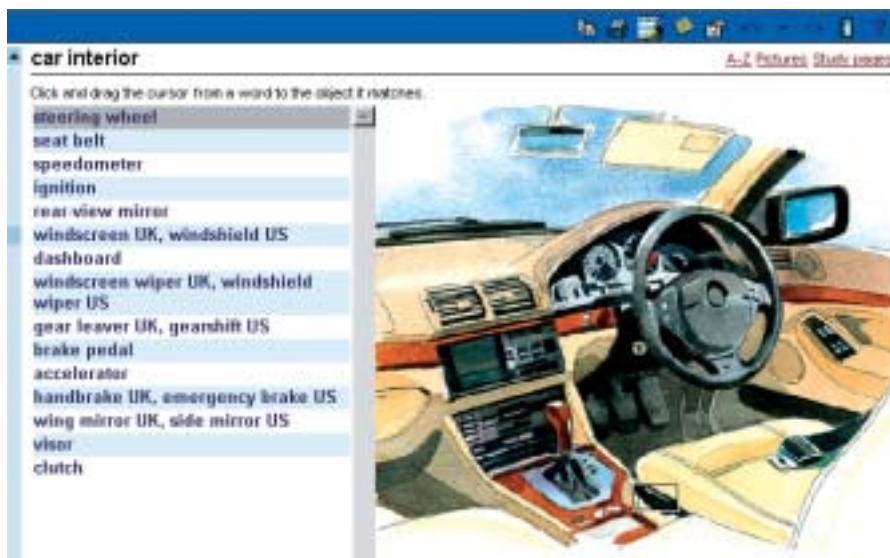 car interior
A-Z Pictures Study pages
Click and drag the cursor from a word to the object it matches.
steering wheel
seat belt
speedometer
ignition
rear view mirror
windscreen UK, windshield US
dashboard
windscreen wiper UK, windshield
wiper US
gear leaver UK, gearshift US
brake pedal
accelerator
handbrake UK, emergency brake US
wing mirror UK, side mirror US
visor
clutch